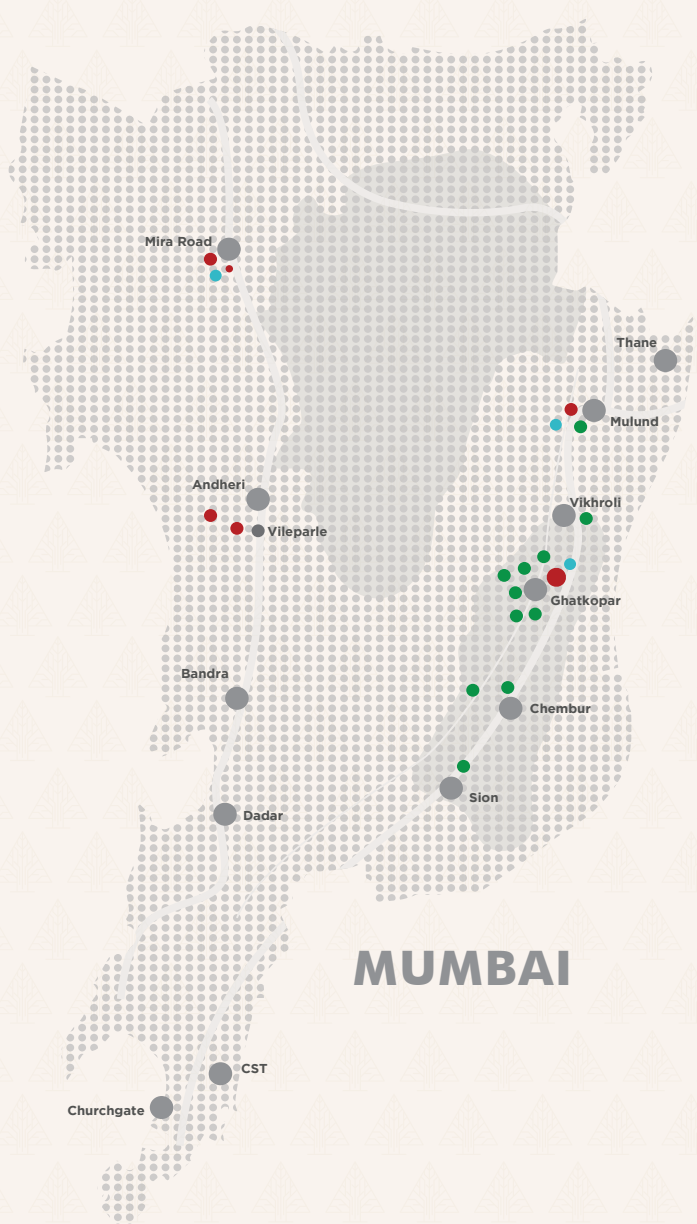 Mira Road
Thane
Mulund
Andheri
Vikhroli
Vileparle
Ghatkopar
Bandra
Chembur
Sion
Dadar
MUMBAI
CST
Churchgate